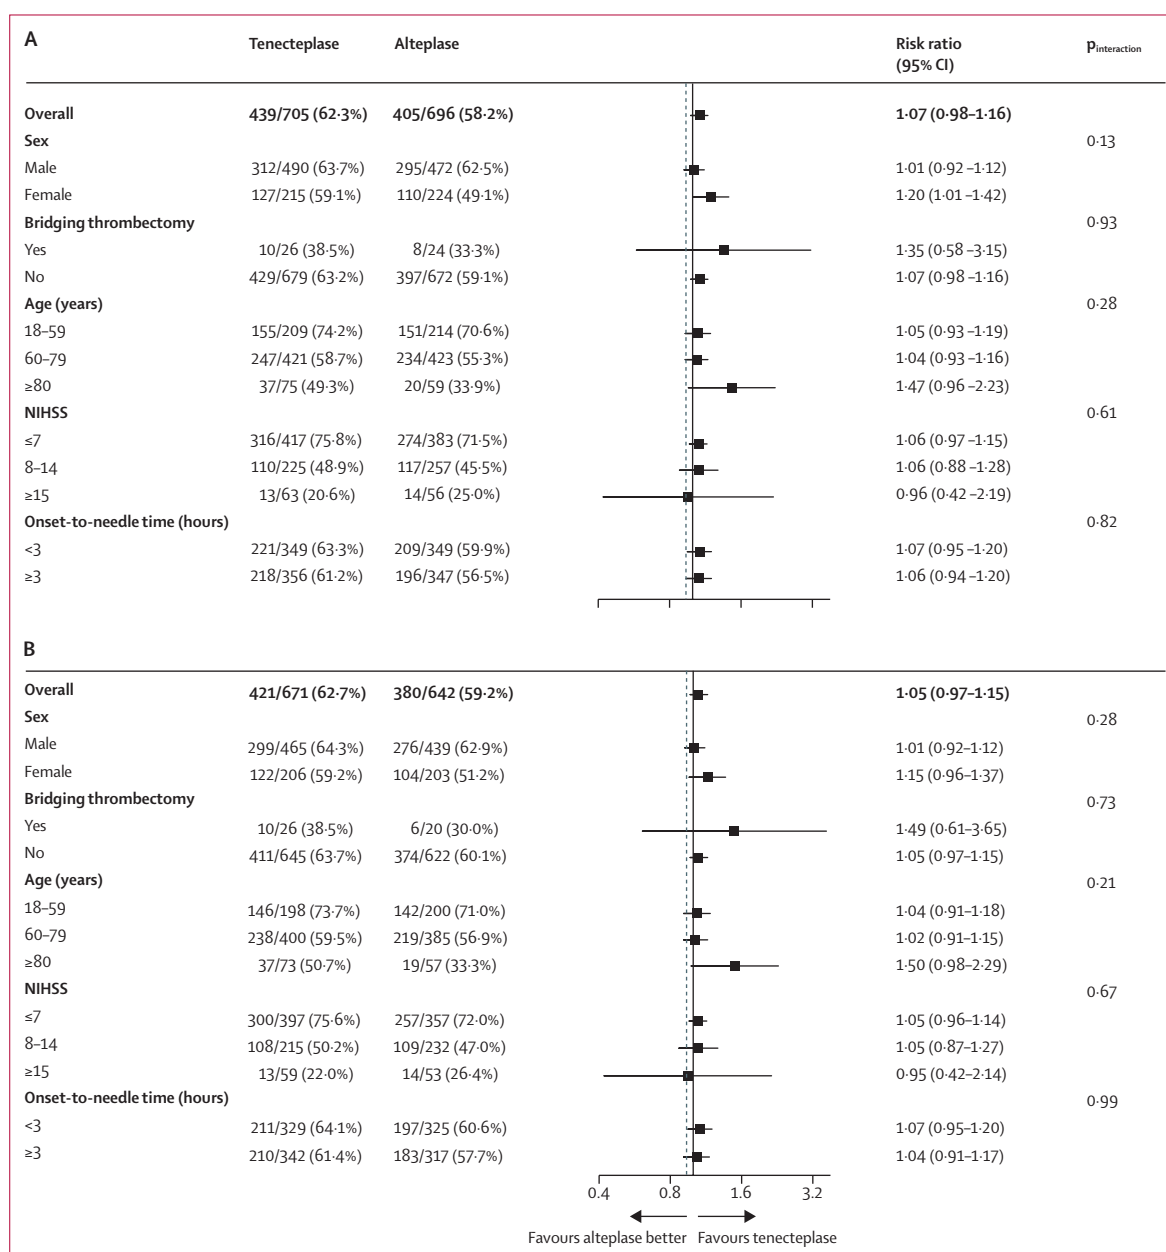 A Tenecteplase Alteplase Risk ratio (95% CI) pinteraction
Overall 439/705 (62·3%) 405/696 (58·2%) 1·07 (0·98–1·16)
Sex 0·13
Male 312/490 (63·7%) 295/472 (62·5%) 1·01 (0·92 –1·12)
Female 127/215 (59·1%) 110/224 (49·1%) 1·20 (1·01 –1·42)
Bridging thrombectomy 0·93
Yes 10/26 (38·5%) 8/24 (33·3%) 1·35 (0·58 –3·15)
No 429/679 (63·2%) 397/672 (59·1%) 1·07 (0·98 –1·16)
Age (years) 0·28
18–59 155/209 (74·2%) 151/214 (70·6%) 1·05 (0·93 –1·19)
60–79 247/421 (58·7%) 234/423 (55·3%) 1·04 (0·93 –1·16)
≥80 37/75 (49·3%) 20/59 (33·9%) 1·47 (0·96 –2·23)
NIHSS 0·61
≤7 316/417 (75·8%) 274/383 (71·5%) 1·06 (0·97 –1·15)
8–14 110/225 (48·9%) 117/257 (45·5%) 1·06 (0·88 –1·28)
≥15 13/63 (20·6%) 14/56 (25·0%) 0·96 (0·42 –2·19)
Onset-to-needle time (hours) 0·82
<3 221/349 (63·3%) 209/349 (59·9%) 1·07 (0·95 –1·20)
≥3 218/356 (61·2%) 196/347 (56·5%) 1·06 (0·94 –1·20)
B
Overall 421/671 (62·7%) 380/642 (59·2%) 1·05 (0·97–1·15)
Sex 0·28
Male 299/465 (64·3%) 276/439 (62·9%) 1·01 (0·92–1·12)
Female 122/206 (59·2%) 104/203 (51·2%) 1·15 (0·96–1·37)
Bridging thrombectomy 0·73
Yes 10/26 (38·5%) 6/20 (30·0%) 1·49 (0·61–3·65)
No 411/645 (63·7%) 374/622 (60·1%) 1·05 (0·97–1·15)
Age (years) 0·21
18–59 146/198 (73·7%) 142/200 (71·0%) 1·04 (0·91–1·18)
60–79 238/400 (59·5%) 219/385 (56·9%) 1·02 (0·91–1·15)
≥80 37/73 (50·7%) 19/57 (33·3%) 1·50 (0·98–2·29)
NIHSS 0·67
≤7 300/397 (75·6%) 257/357 (72·0%) 1·05 (0·96–1·14)
8–14 108/215 (50·2%) 109/232 (47·0%) 1·05 (0·87–1·27)
≥15 13/59 (22·0%) 14/53 (26·4%) 0·95 (0·42–2·14)
Onset-to-needle time (hours) 0·99
<3 211/329 (64·1%) 197/325 (60·6%) 1·07 (0·95–1·20)
≥3 210/342 (61·4%) 183/317 (57·7%) 1·04 (0·91–1·17)
0.4 0.8 1.6 3.2
Favours alteplase better Favours tenecteplase